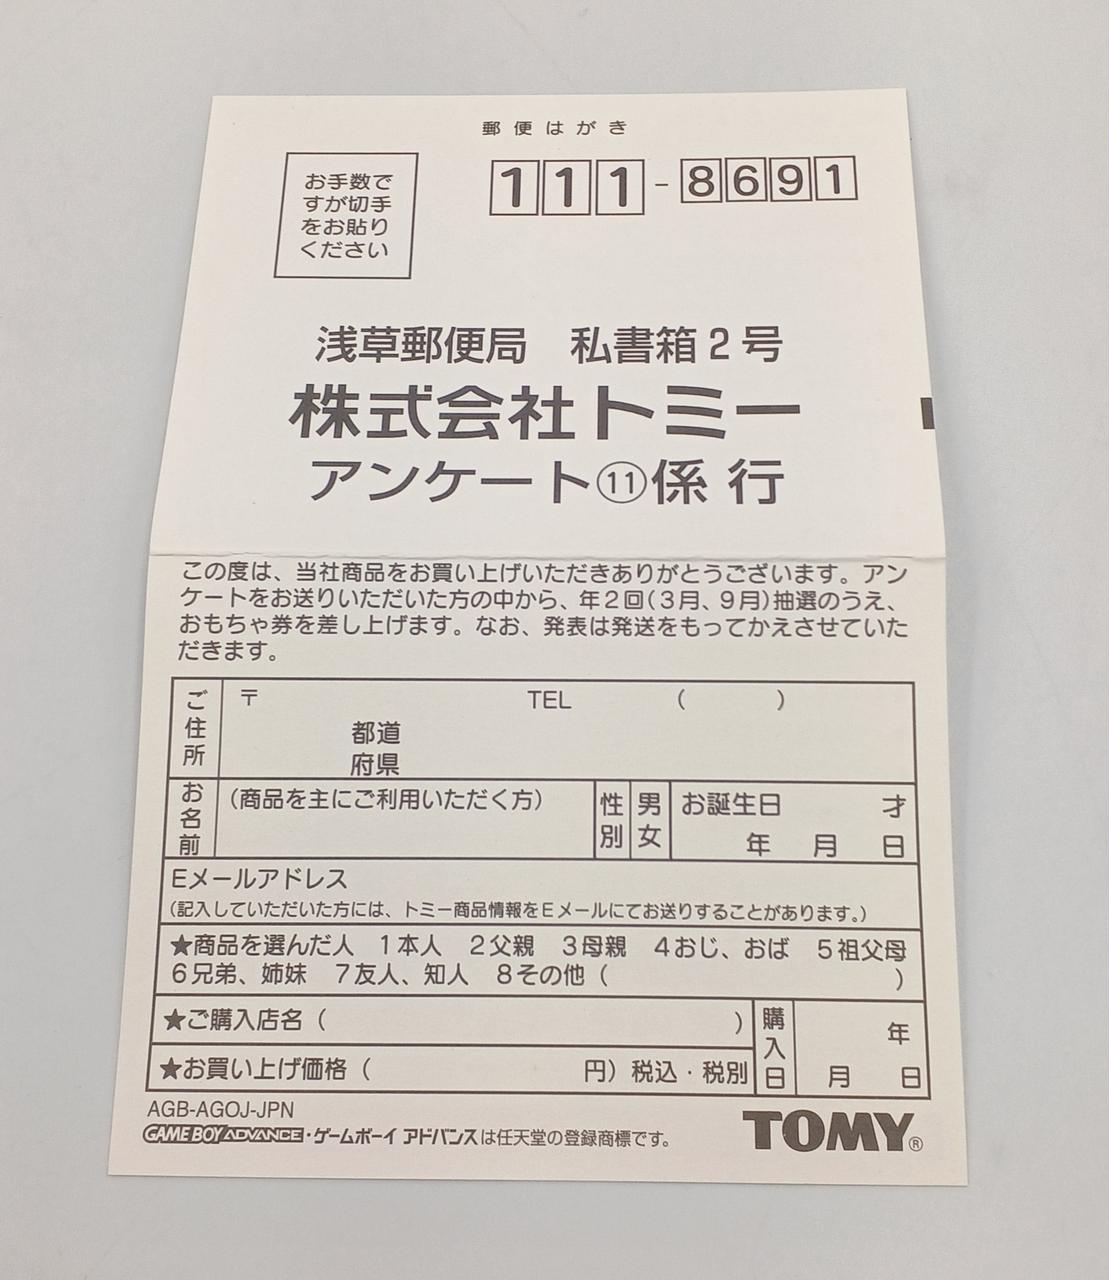 郵便はがき
お手数で
すが切手
をお貼り
ください
111-8691
浅草郵便局 私書箱2号
株式会社トミー
アンケート⑪係 行
この度は、当社商品をお買い上げいただきありがとうございます。アン
ケートをお送りいただいた方の中から、年2回(3月、9月)抽選のうえ、
おもちゃ券を差し上げます。なお、発表は発送をもってかえさせていた
だきます。
ご住所
〒 TEL ( )
都道
府県
お名前
(商品を主にご利用いただく方)
性別
男女
お誕生日 才
年 月 日
Eメールアドレス
(記入していただいた方には、トミー商品情報をEメールにてお送りすることがあります。)
★商品を選んだ人 1本人 2父親 3母親 4おじ、おば 5祖父母
6兄弟、姉妹 7友人、知人 8その他( )
★ご購入店名( )
購入日
年
★お買い上げ価格( 円)税込・税別
月 日
AGB-AGOJ-JPN
GAME BOY ADVANCE・ゲームボーイ アドバンスは任天堂の登録商標です。
TOMY®